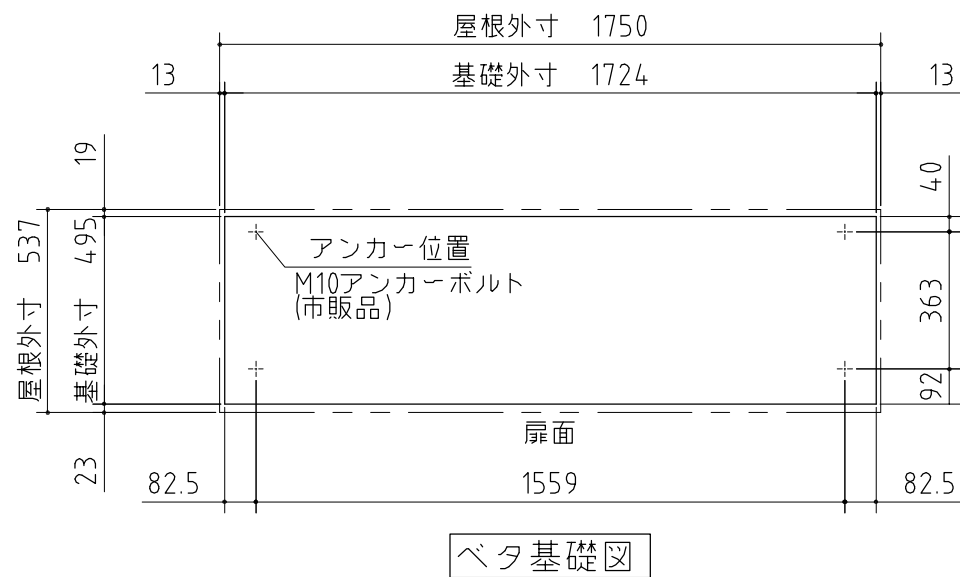 屋根外寸 1750
13
基礎外寸 1724
13
19
屋根外寸 537
基礎外寸 495
23
40
363
92
アンカー位置
M10アンカーボルト
(市販品)
扉面
82.5
1559
82.5
ベタ基礎図